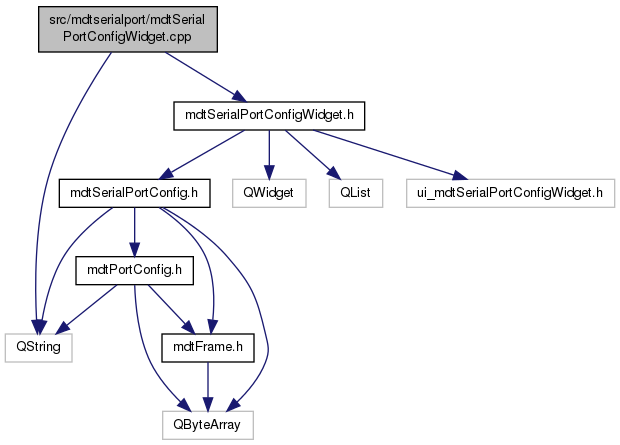 src/mdtserialport/mdtSerial
PortConfigWidget.cpp
mdtSerialPortConfigWidget.h
mdtSerialPortConfig.h
QWidget
QList
ui_mdtSerialPortConfigWidget.h
mdtPortConfig.h
QString
mdtFrame.h
QByteArray